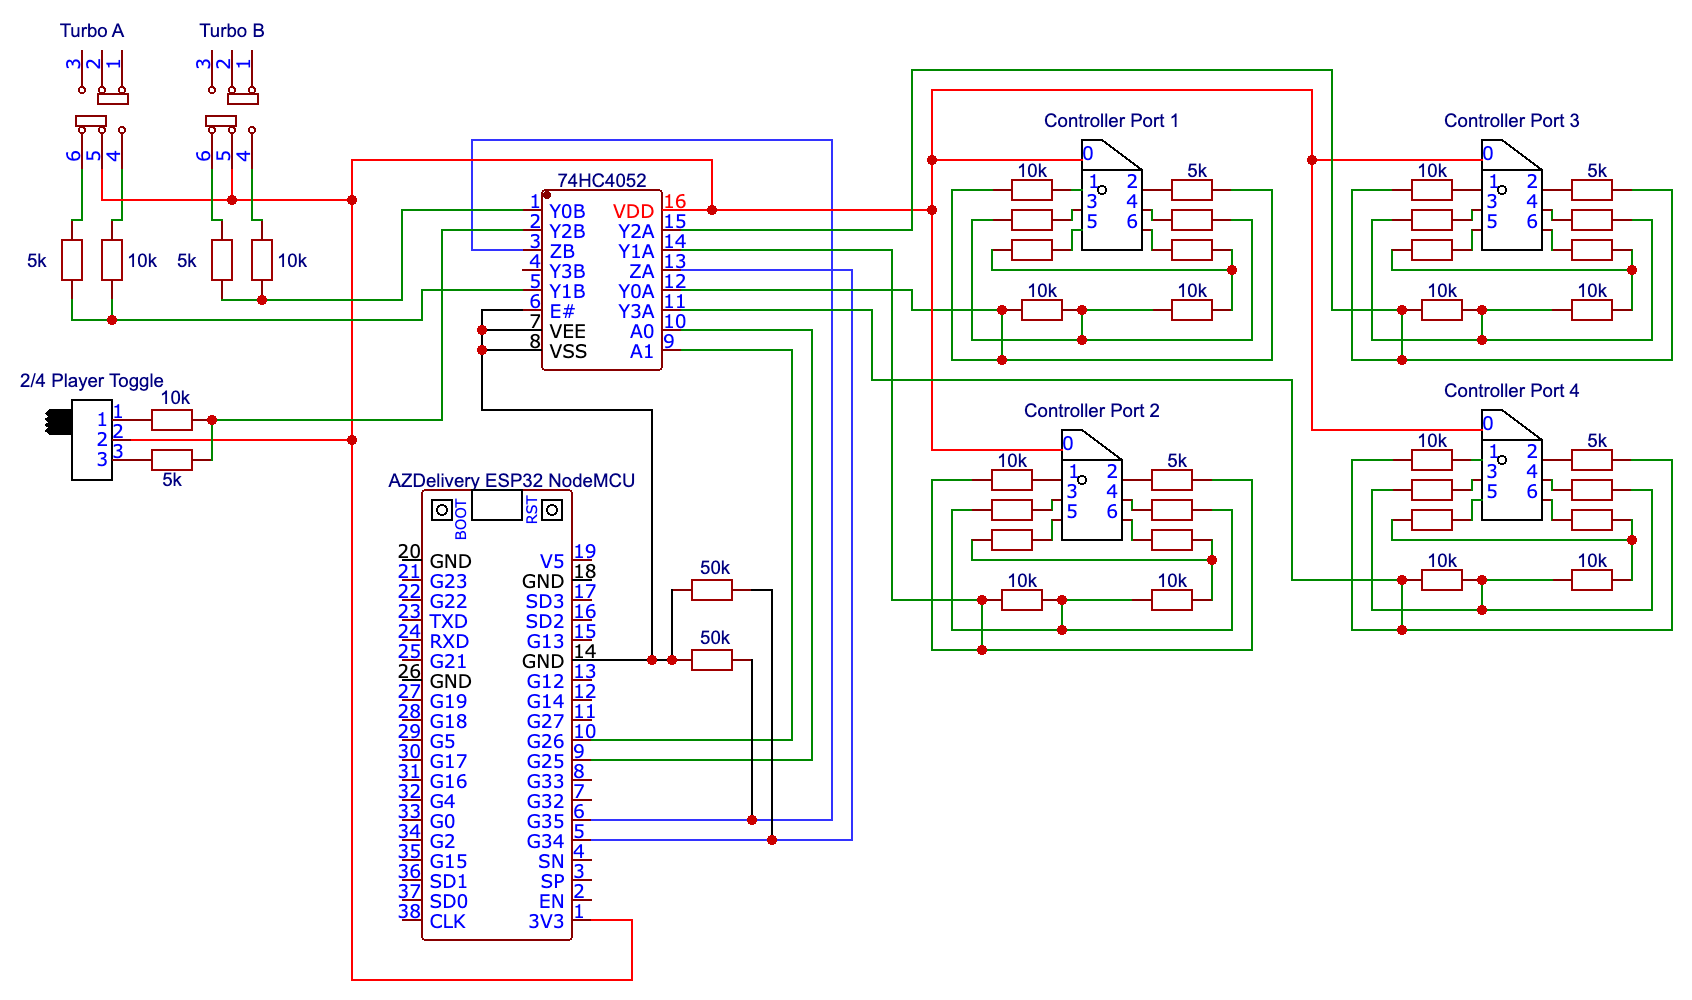 Turbo A
3 2 1
6 5 4
5k 10k
Turbo B
3 2 1
6 5 4
5k 10k
2/4 Player Toggle
1 1 10k
2 2
3 3 5k
74HC4052
1 Y0B VDD 16
2 Y2B Y2A 15
3 ZB Y1A 14
4 Y3B ZA 13
5 Y1B Y0A 12
6 E# Y3A 11
7 VEE A0 10
8 VSS A1 9
AZDelivery ESP32 NodeMCU
BOOT RST
20 GND V5 19
21 G23 GND 18
22 G22 SD3 17
23 TXD SD2 16
24 RXD G13 15
25 G21 GND 14
26 GND G12 13
27 G19 G14 12
28 G18 G27 11
29 G5 G26 10
30 G17 G25 9
31 G16 G33 8
32 G4 G32 7
33 G0 G35 6
34 G2 G34 5
35 G15 SN 4
36 SD1 SP 3
37 SD0 EN 2
38 CLK 3V3 1
50k
50k
Controller Port 1
0
10k 5k
1 2
3 4
5 6
10k 10k
Controller Port 2
0
10k 5k
1 2
3 4
5 6
10k 10k
Controller Port 3
0
10k 5k
1 2
3 4
5 6
10k 10k
Controller Port 4
0
10k 5k
1 2
3 4
5 6
10k 10k